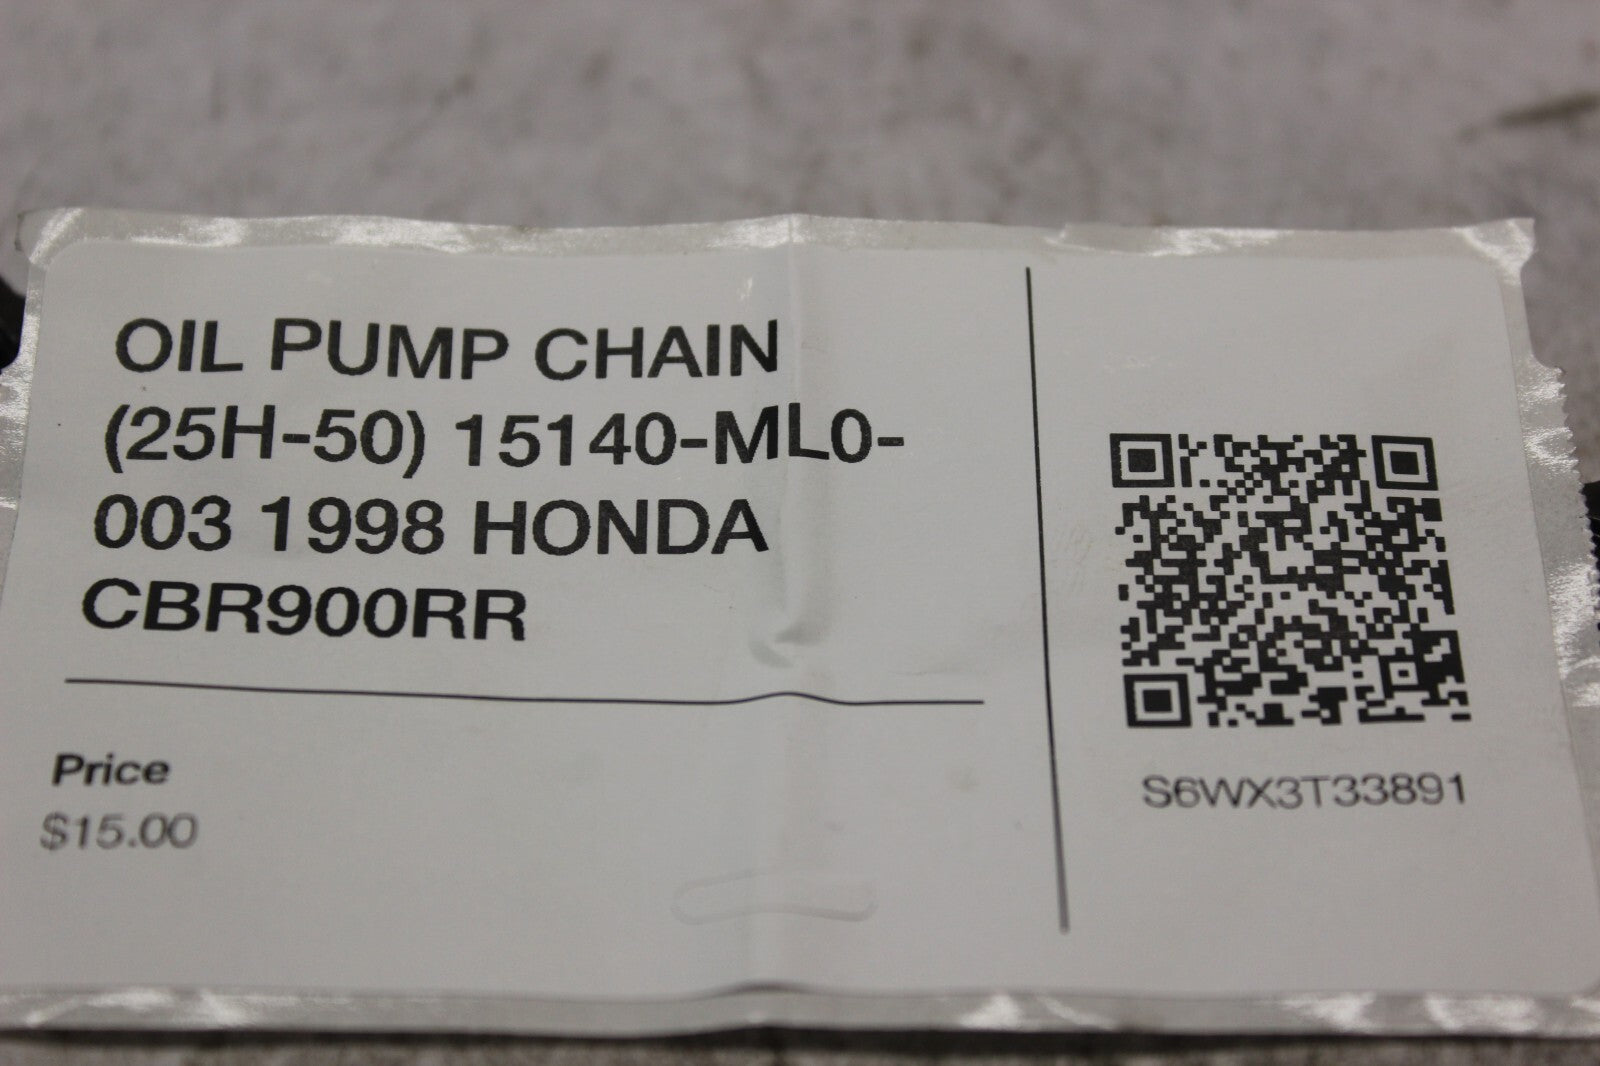 OIL PUMP CHAIN
(25H-50) 15140-ML0-
003 1998 HONDA
CBR900RR
Price
$15.00
S6WX3T33891